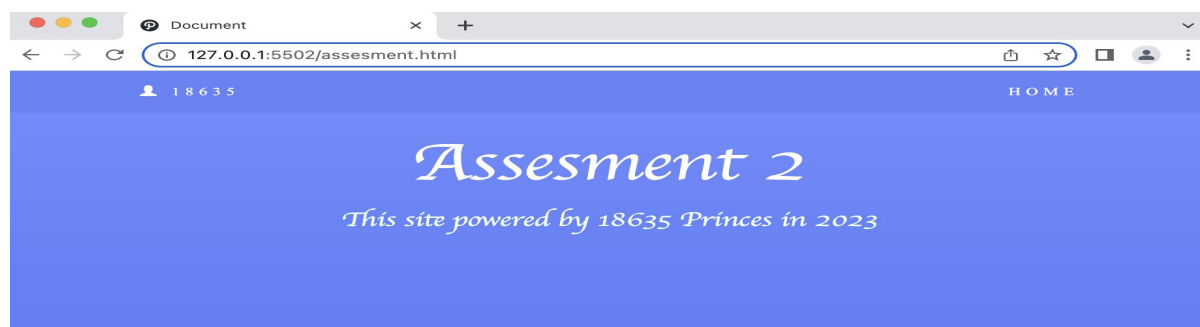 Document
127.0.0.1:5502/assesment.html
18635 HOME
Assesment 2
This site powered by 18635 Princes in 2023